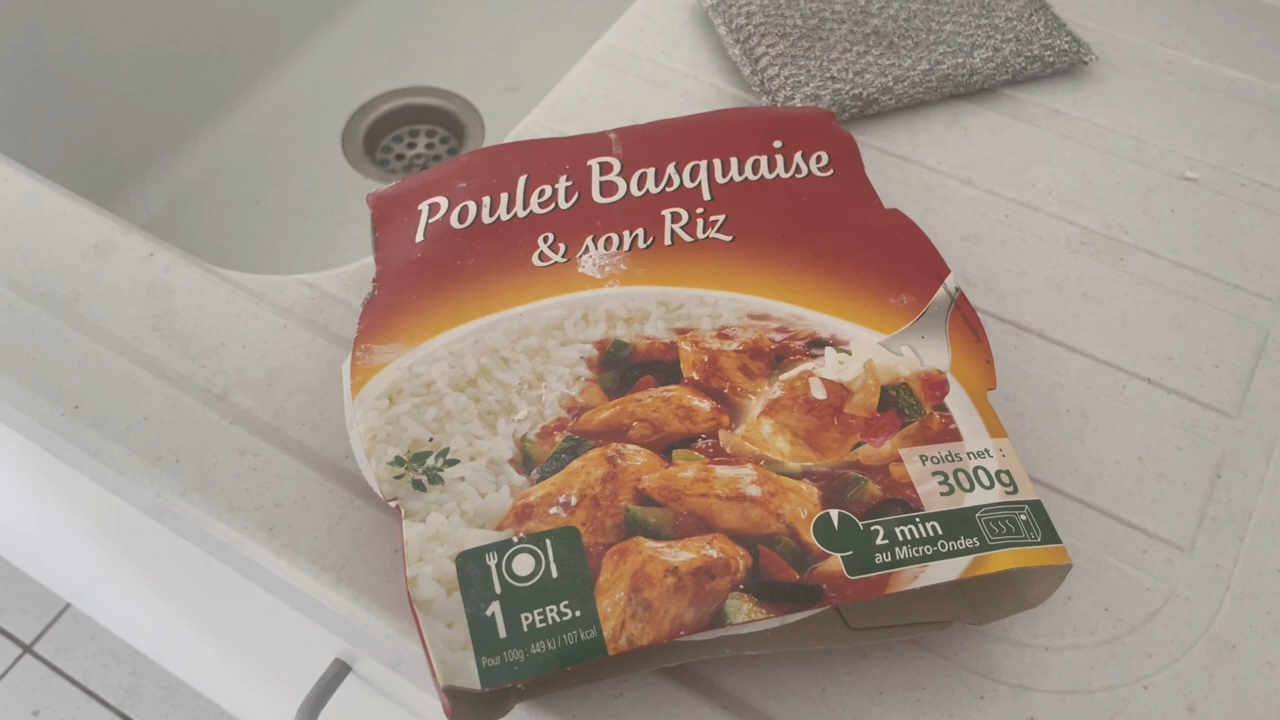 Poulet Basquaise
& son Riz
Poids net :
300g
2 min
au Micro-Ondes
1 PERS.
Pour 100g : 449 kJ / 107 kcal